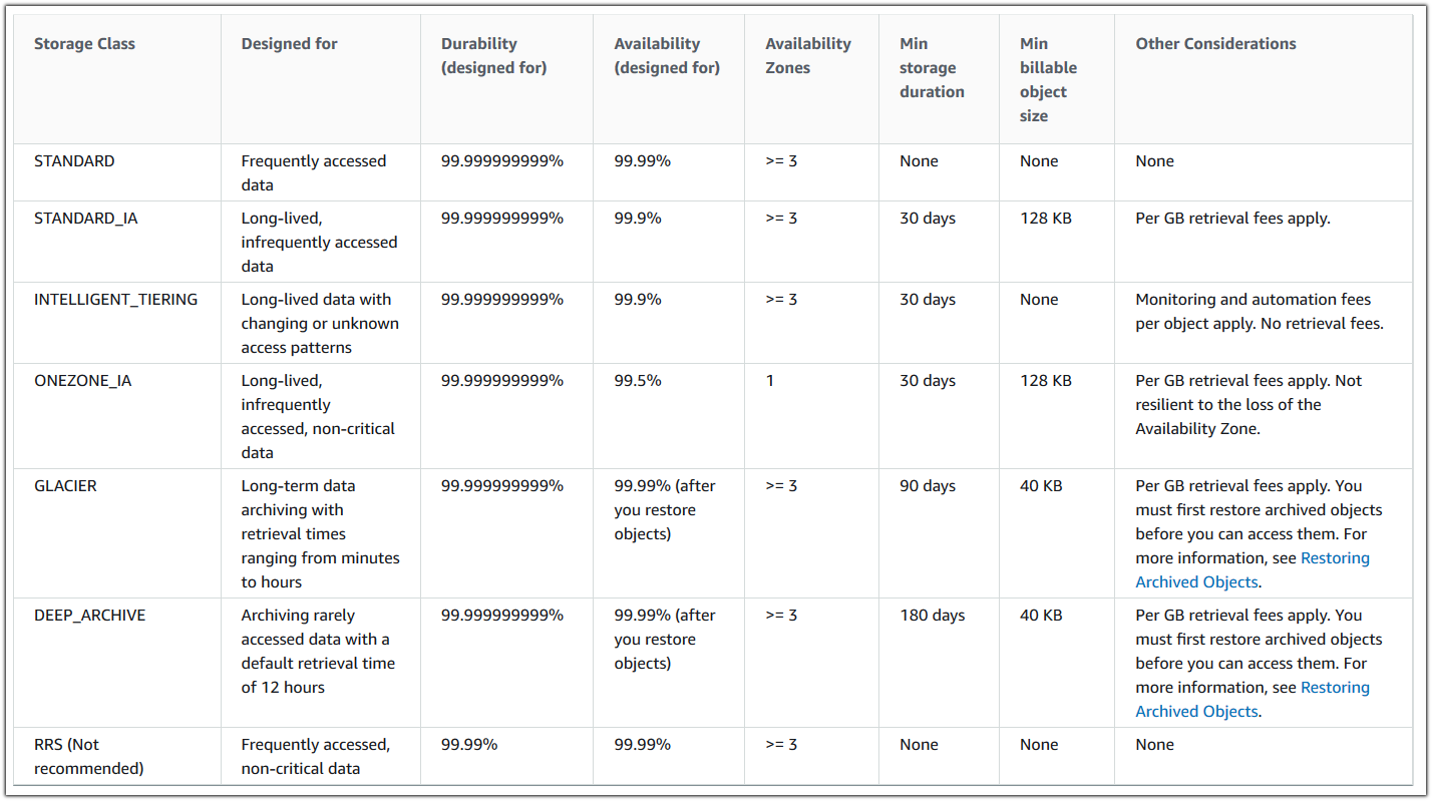 Storage Class
Designed for
Durability
(designed for)
Availability
(designed for)
Availability
Zones
Min
storage
duration
Min
billable
object
size
Other Considerations
STANDARD
Frequently accessed
data
99.999999999%
99.99%
>= 3
None
None
None
STANDARD_IA
Long-lived,
infrequently accessed
data
99.999999999%
99.9%
>= 3
30 days
128 KB
Per GB retrieval fees apply.
INTELLIGENT_TIERING
Long-lived data with
changing or unknown
access patterns
99.999999999%
99.9%
>= 3
30 days
None
Monitoring and automation fees
per object apply. No retrieval fees.
ONEZONE_IA
Long-lived,
infrequently
accessed, non-critical
data
99.999999999%
99.5%
1
30 days
128 KB
Per GB retrieval fees apply. Not
resilient to the loss of the
Availability Zone.
GLACIER
Long-term data
archiving with
retrieval times
ranging from minutes
to hours
99.999999999%
99.99% (after
you restore
objects)
>= 3
90 days
40 KB
Per GB retrieval fees apply. You
must first restore archived objects
before you can access them. For
more information, see Restoring
Archived Objects.
DEEP_ARCHIVE
Archiving rarely
accessed data with a
default retrieval time
of 12 hours
99.999999999%
99.99% (after
you restore
objects)
>= 3
180 days
40 KB
Per GB retrieval fees apply. You
must first restore archived objects
before you can access them. For
more information, see Restoring
Archived Objects.
RRS (Not
recommended)
Frequently accessed,
non-critical data
99.99%
99.99%
>= 3
None
None
None